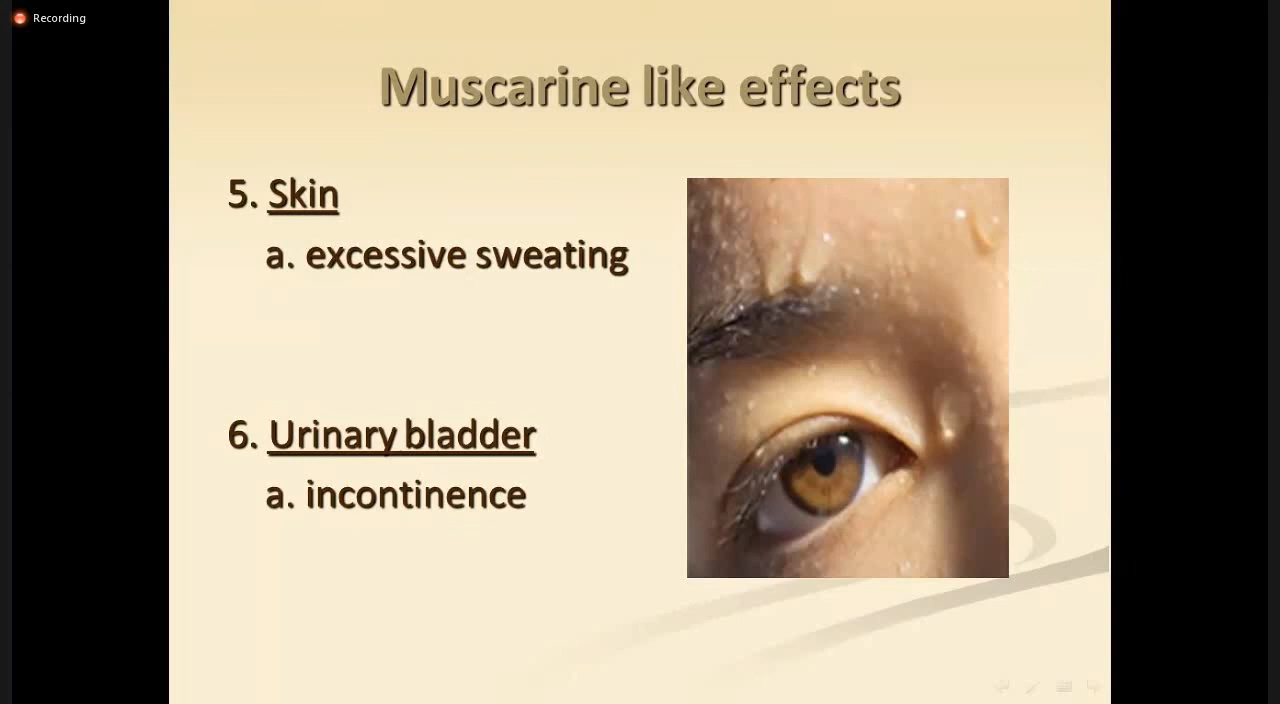 Recording
Muscarine like effects
5. Skin
a. excessive sweating
6. Urinary bladder
a. incontinence